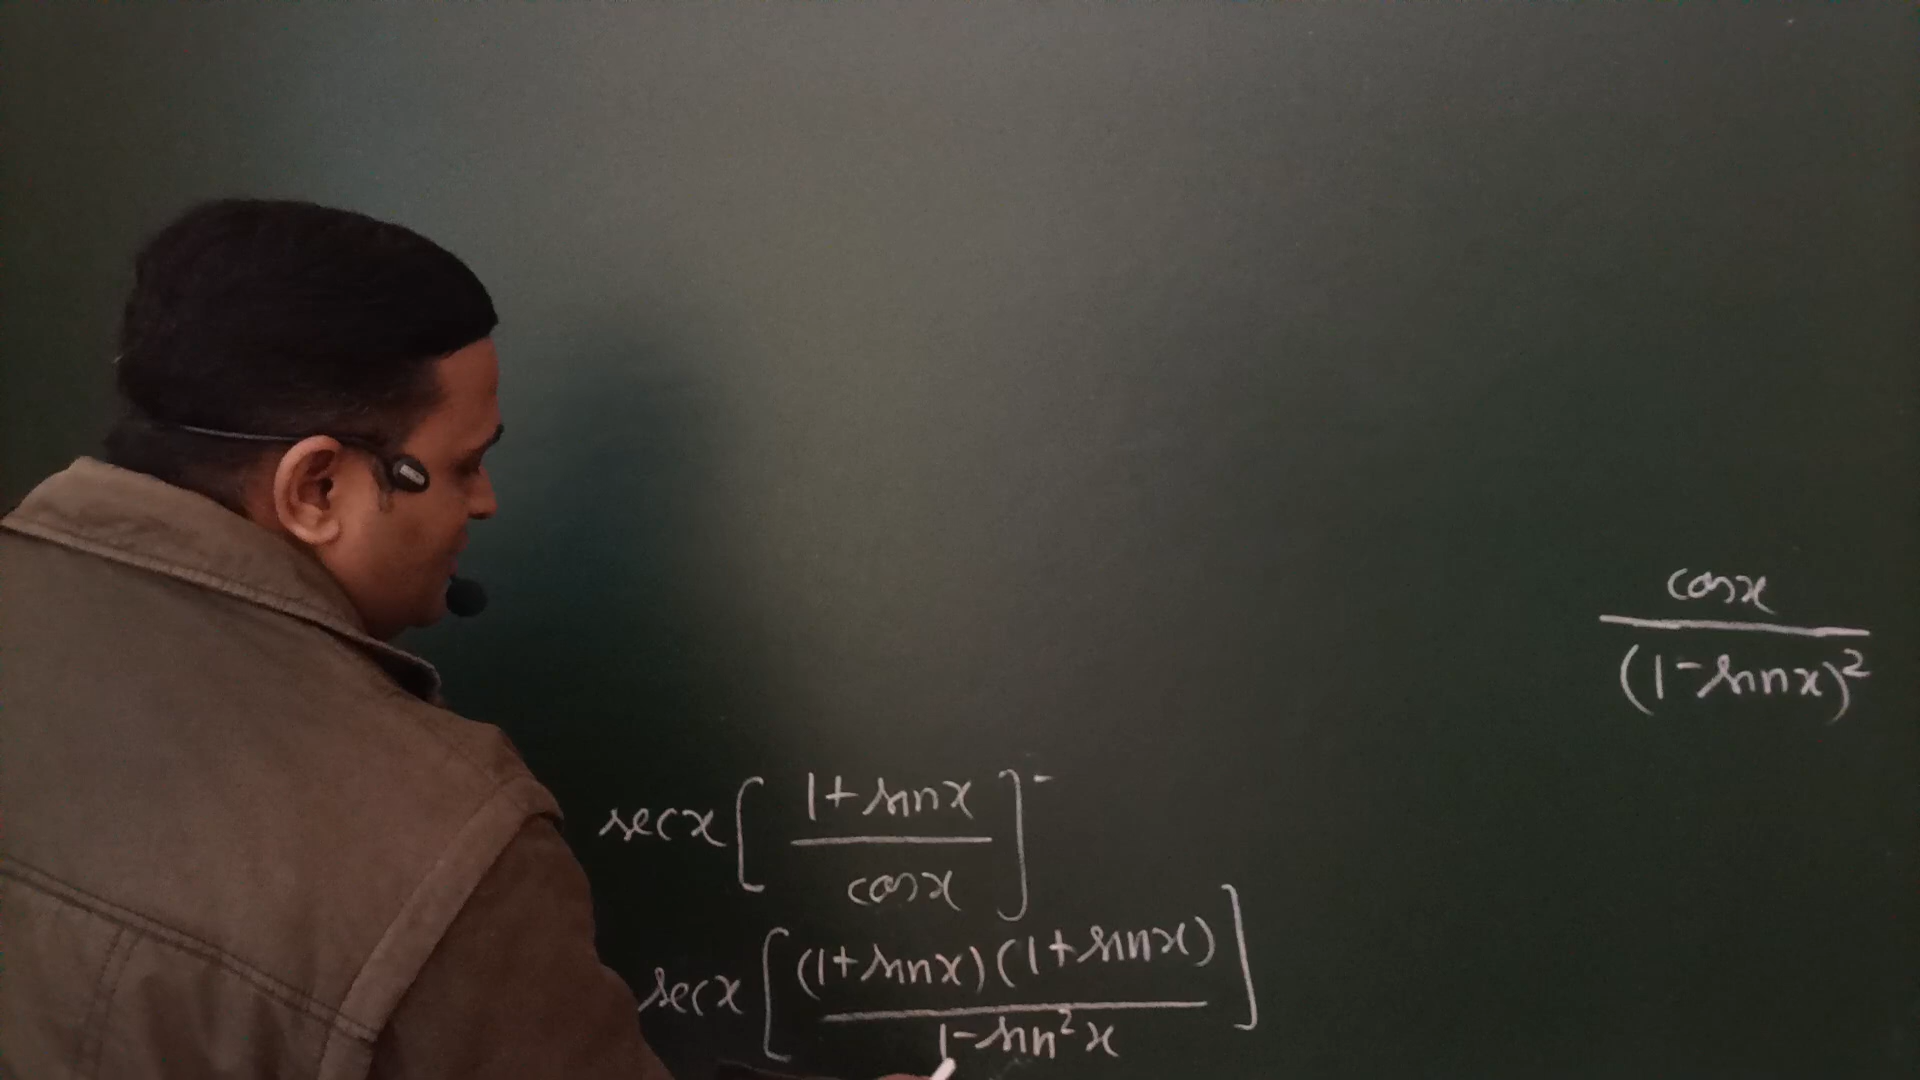 cosx
(1-sinx)²
secx [ 1+sinx / cosx ]⁻
secx [ (1+sinx)(1+sinx) / 1-sin²x ]